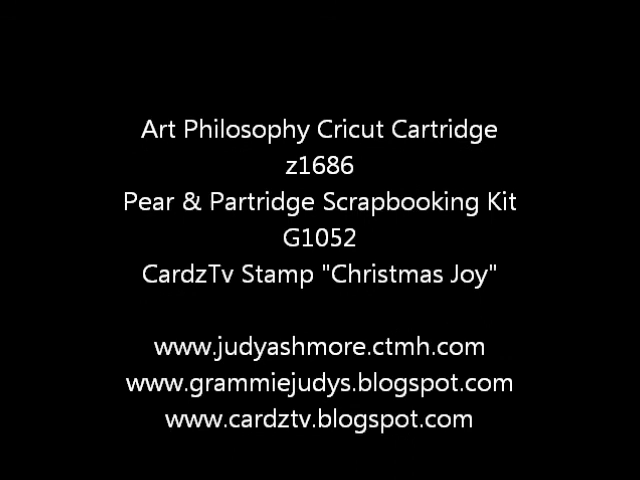 Art Philosophy Cricut Cartridge
z1686
Pear & Partridge Scrapbooking Kit
G1052
CardzTv Stamp "Christmas Joy"
www.judyashmore.ctmh.com
www.grammiejudys.blogspot.com
www.cardztv.blogspot.com